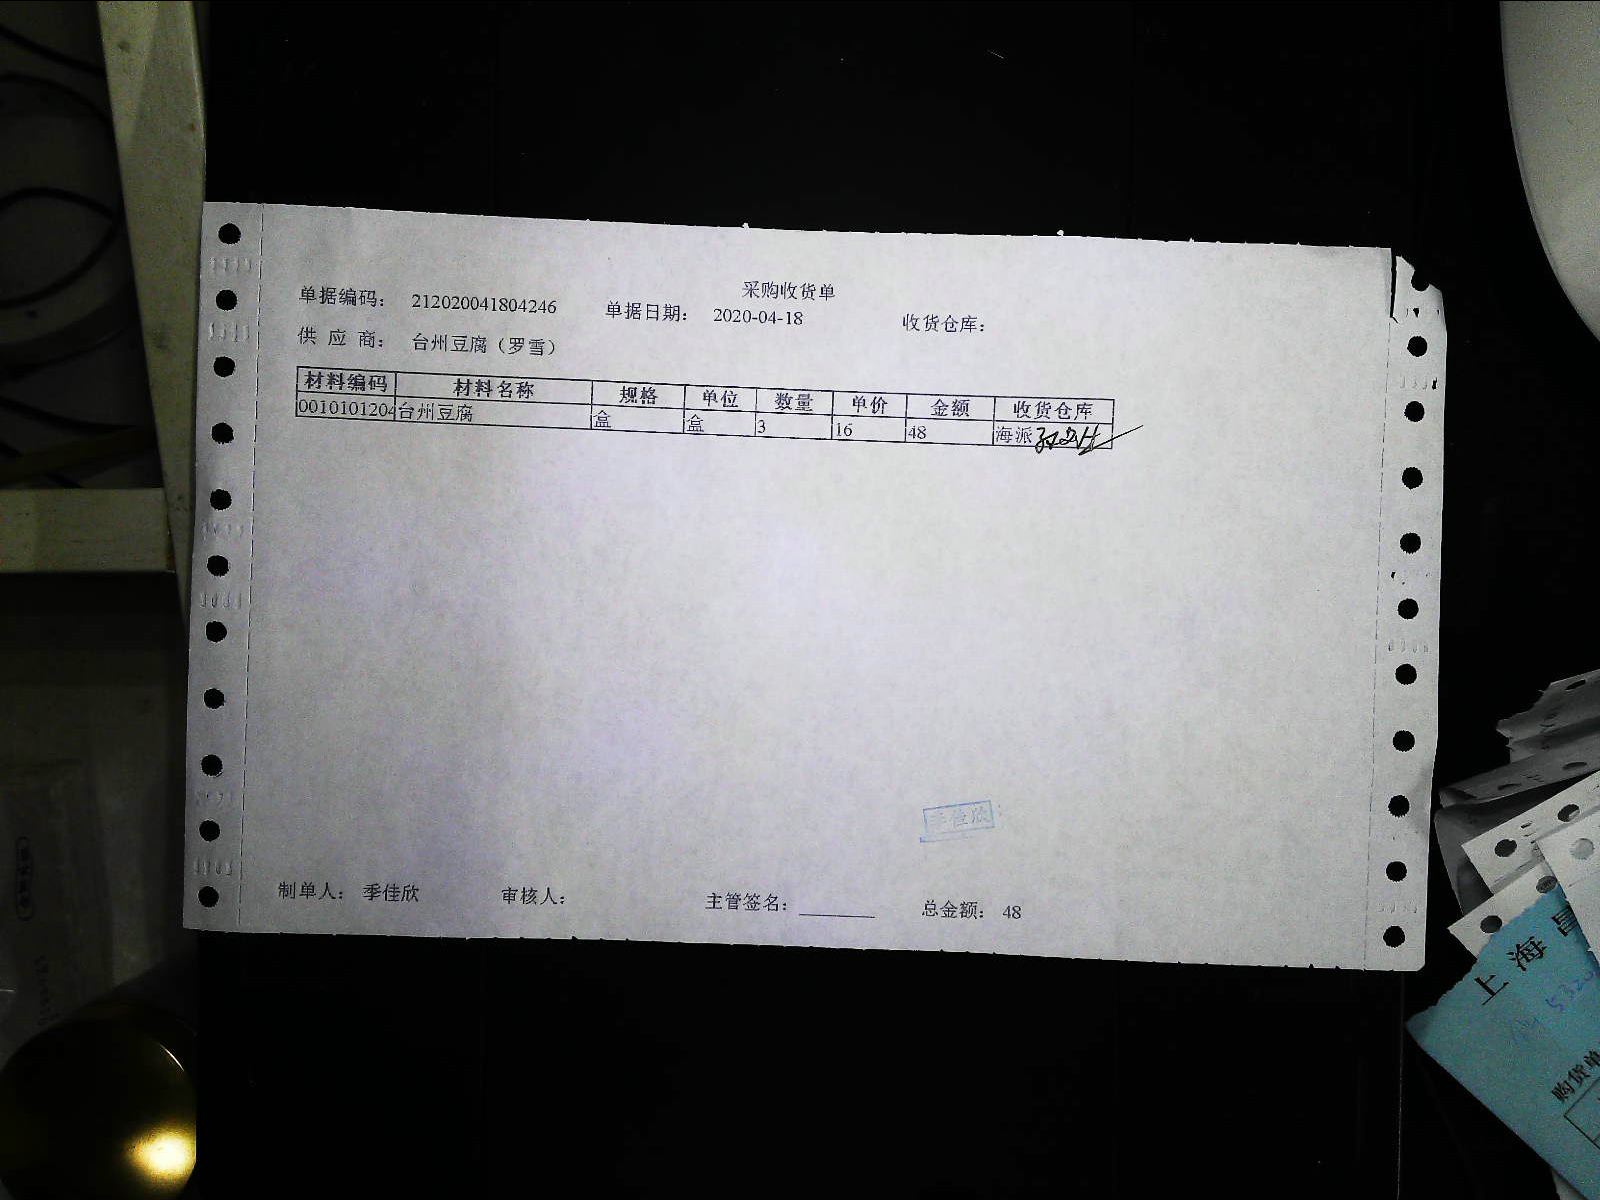 采购收货单
单据编码： 212020041804246 单据日期： 2020-04-18 收货仓库：
供 应 商： 台州豆腐（罗雪）
材料编码 材料名称 规格 单位 数量 单价 金额 收货仓库
0010101204 台州豆腐 盒 盒 3 16 48 海派
季佳欣
制单人： 季佳欣 审核人： 主管签名： 总金额： 48
上海
购货单